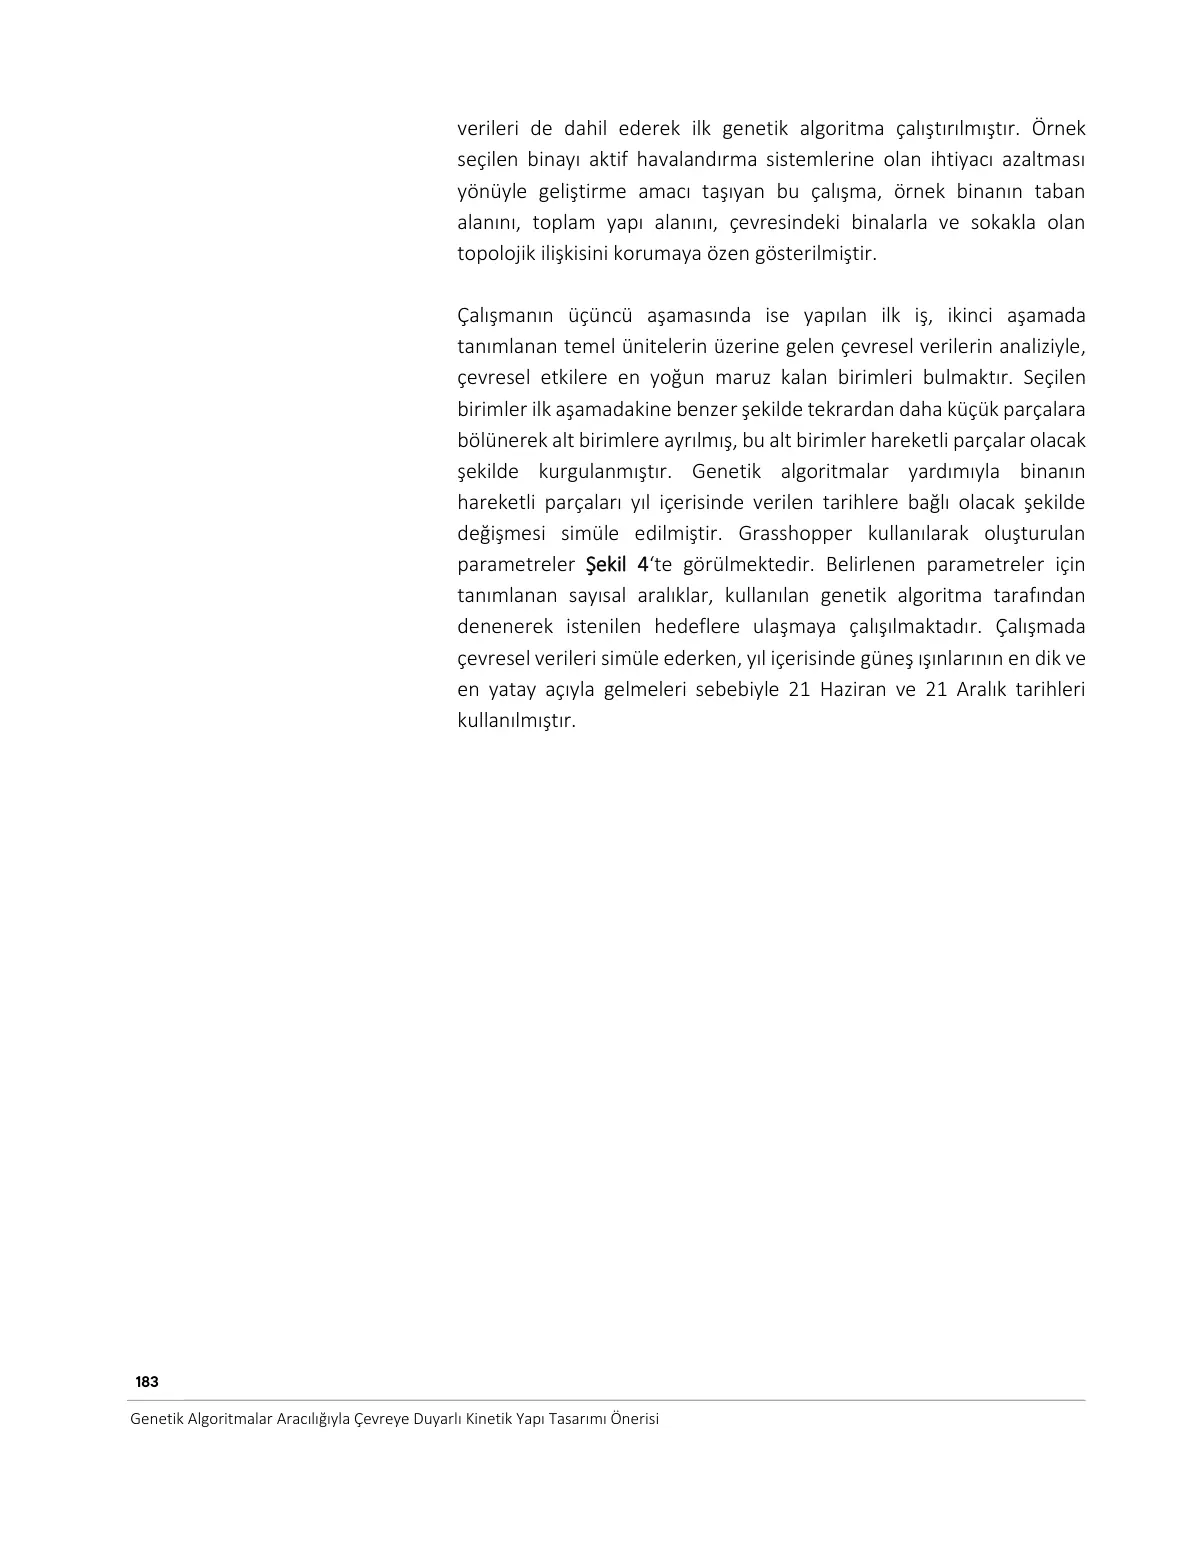 verileri de dahil ederek ilk genetik algoritma çalıştırılmıştır. Örnek
seçilen binayı aktif havalandırma sistemlerine olan ihtiyacı azaltması
yönüyle geliştirme amacı taşıyan bu çalışma, örnek binanın taban
alanını, toplam yapı alanını, çevresindeki binalarla ve sokakla olan
topolojik ilişkisini korumaya özen gösterilmiştir.
Çalışmanın üçüncü aşamasında ise yapılan ilk iş, ikinci aşamada
tanımlanan temel ünitelerin üzerine gelen çevresel verilerin analiziyle,
çevresel etkilere en yoğun maruz kalan birimleri bulmaktır. Seçilen
birimler ilk aşamadakine benzer şekilde tekrardan daha küçük parçalara
bölünerek alt birimlere ayrılmış, bu alt birimler hareketli parçalar olacak
şekilde kurgulanmıştır. Genetik algoritmalar yardımıyla binanın
hareketli parçaları yıl içerisinde verilen tarihlere bağlı olacak şekilde
değişmesi simüle edilmiştir. Grasshopper kullanılarak oluşturulan
parametreler Şekil 4‘te görülmektedir. Belirlenen parametreler için
tanımlanan sayısal aralıklar, kullanılan genetik algoritma tarafından
denenerek istenilen hedeflere ulaşmaya çalışılmaktadır. Çalışmada
çevresel verileri simüle ederken, yıl içerisinde güneş ışınlarının en dik ve
en yatay açıyla gelmeleri sebebiyle 21 Haziran ve 21 Aralık tarihleri
kullanılmıştır.
183
Genetik Algoritmalar Aracılığıyla Çevreye Duyarlı Kinetik Yapı Tasarımı Önerisi